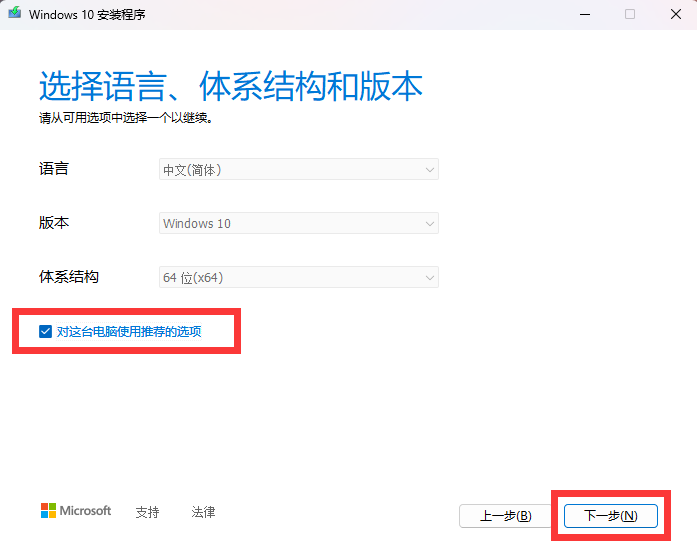 Windows 10 安装程序
选择语言、体系结构和版本
请从可用选项中选择一个以继续。
语言
中文(简体)
版本
Windows 10
体系结构
64 位(x64)
对这台电脑使用推荐的选项
Microsoft 支持 法律
上一步(B) 下一步(N)